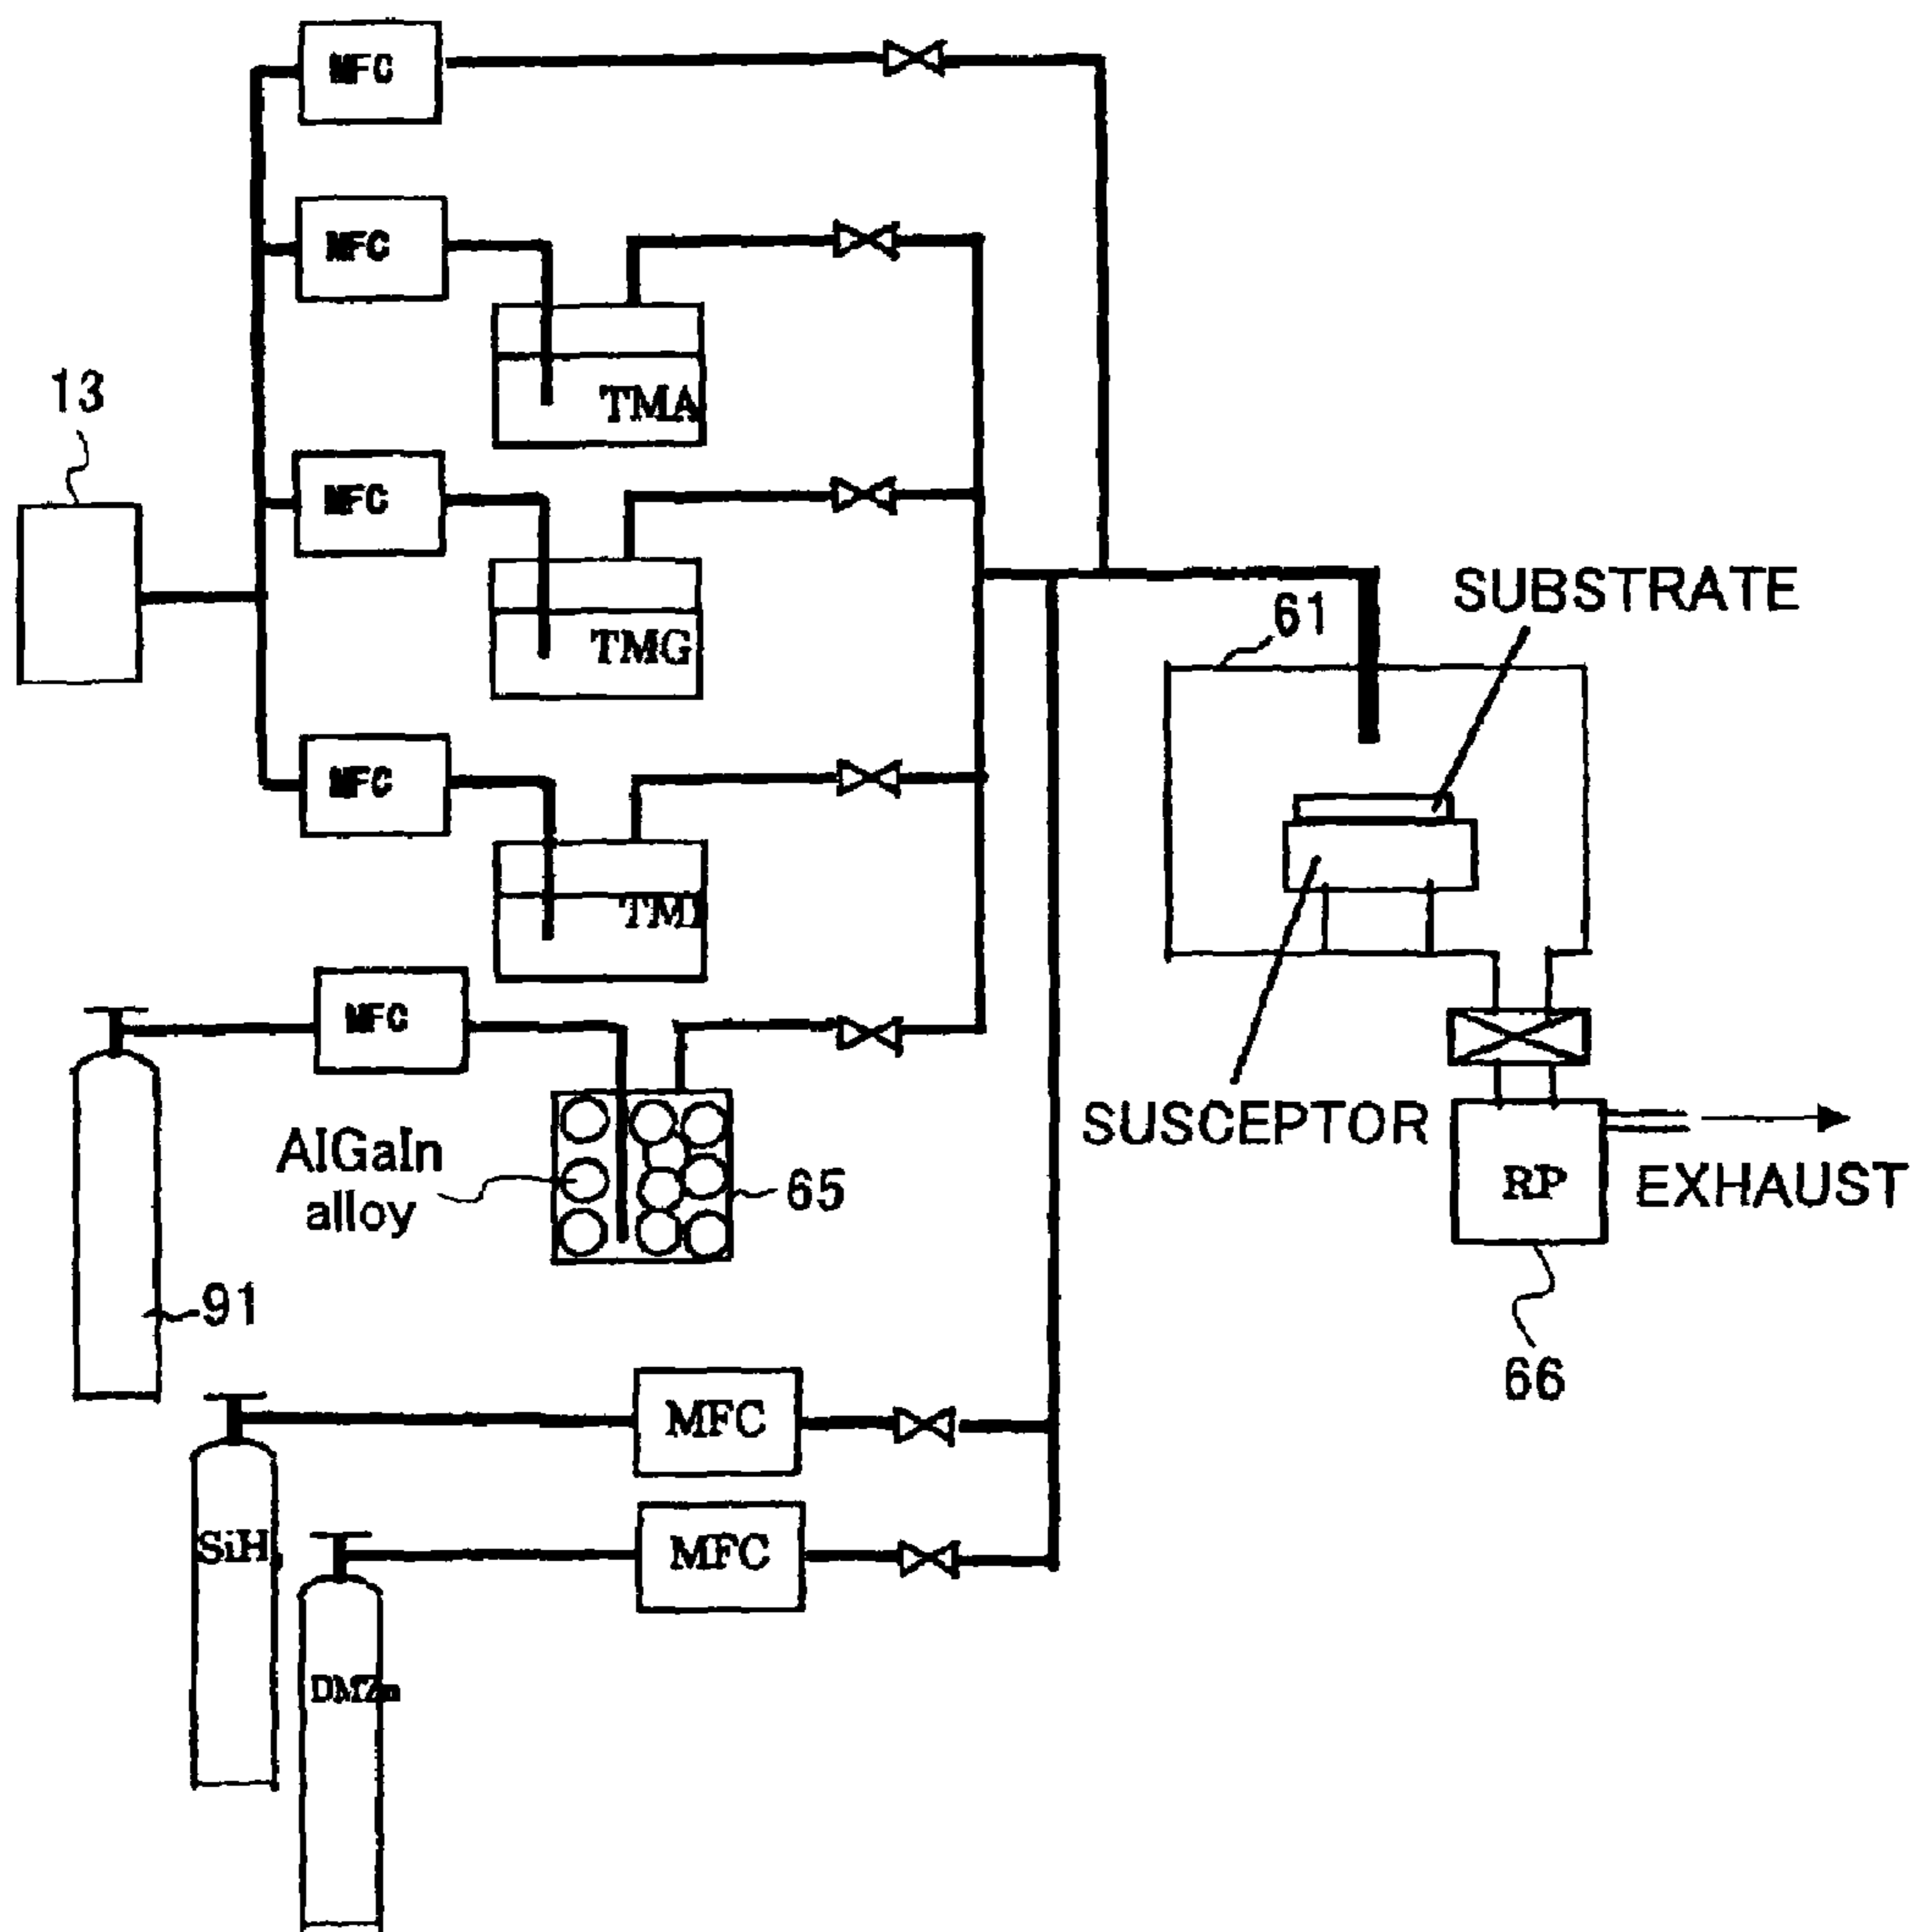 MFC
MFC
TMA
13
MFC
TMG
SUBSTRATE
61
MFC
TMI
MFC
AlGaIn
alloy
65
SUSCEPTOR
RP
EXHAUST
91
66
MFC
SiH
MFC
DMZn